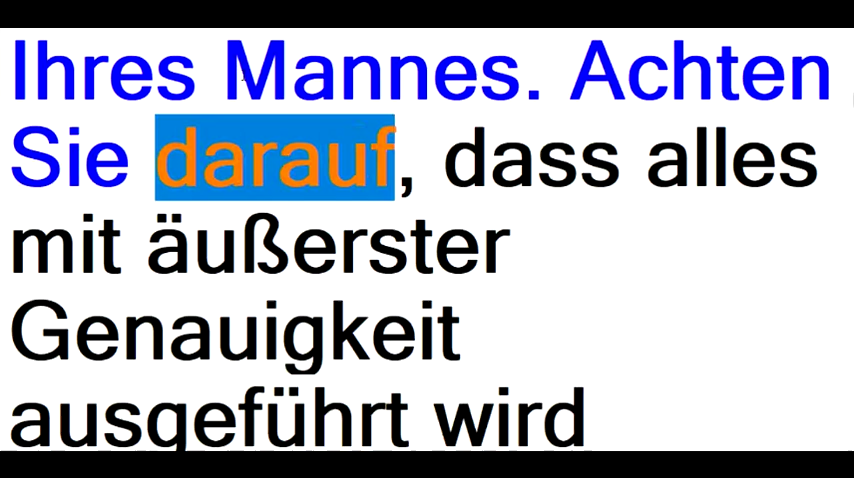 Ihres Mannes. Achten
Sie darauf, dass alles
mit äußerster
Genauigkeit
ausgeführt wird